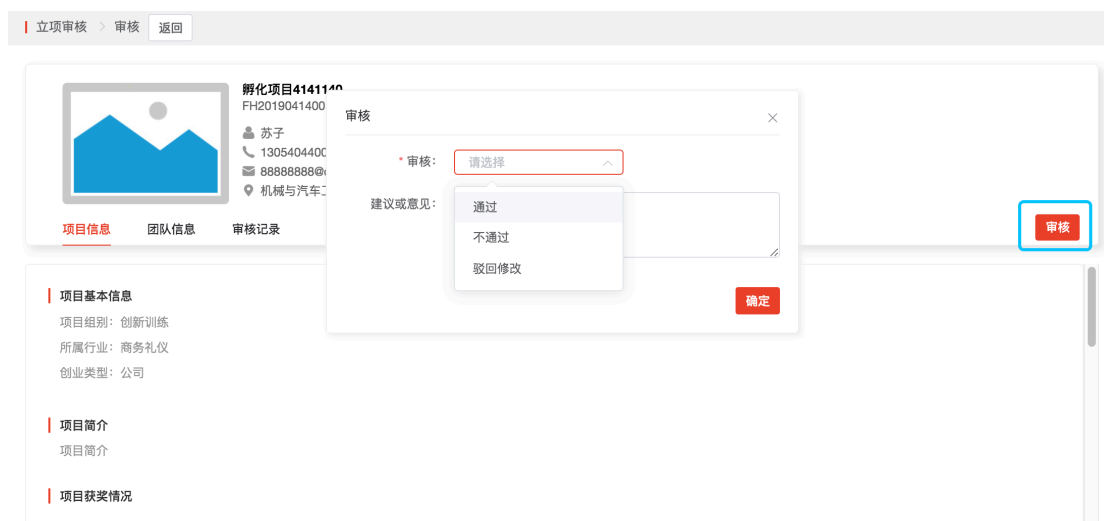 立项审核 > 审核 返回
孵化项目4141140
FH2019041400
苏子
1305404400
88888888@
机械与汽车
项目信息 团队信息 审核记录
审核
审核
* 审核： 请选择
通过
不通过
驳回修改
建议或意见：
确定
项目基本信息
项目组别：创新训练
所属行业：商务礼仪
创业类型：公司
项目简介
项目简介
项目获奖情况